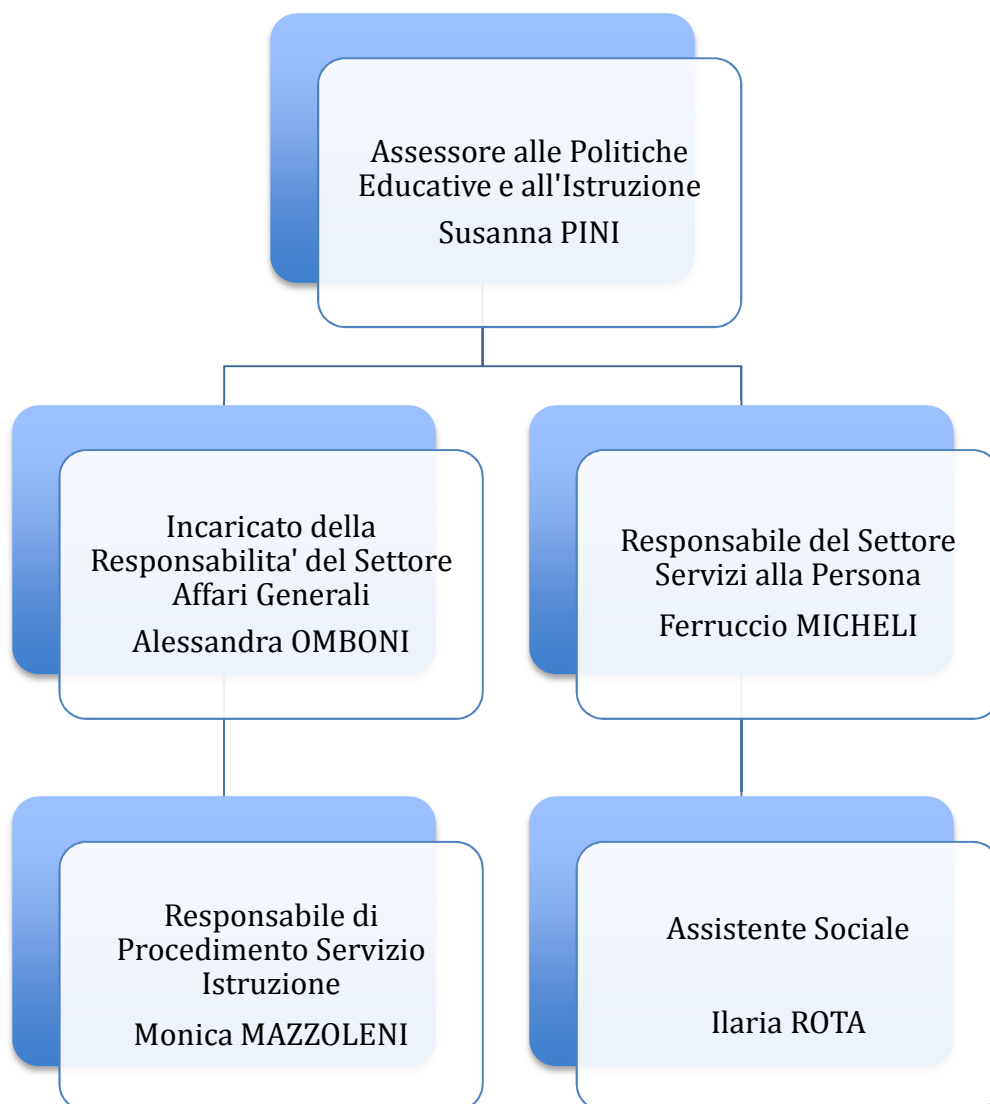 Assessore alle Politiche
Educative e all'Istruzione
Susanna PINI
Incaricato della
Responsabilita' del Settore
Affari Generali
Alessandra OMBONI
Responsabile del Settore
Servizi alla Persona
Ferruccio MICHELI
Responsabile di
Procedimento Servizio
Istruzione
Monica MAZZOLENI
Assistente Sociale
Ilaria ROTA